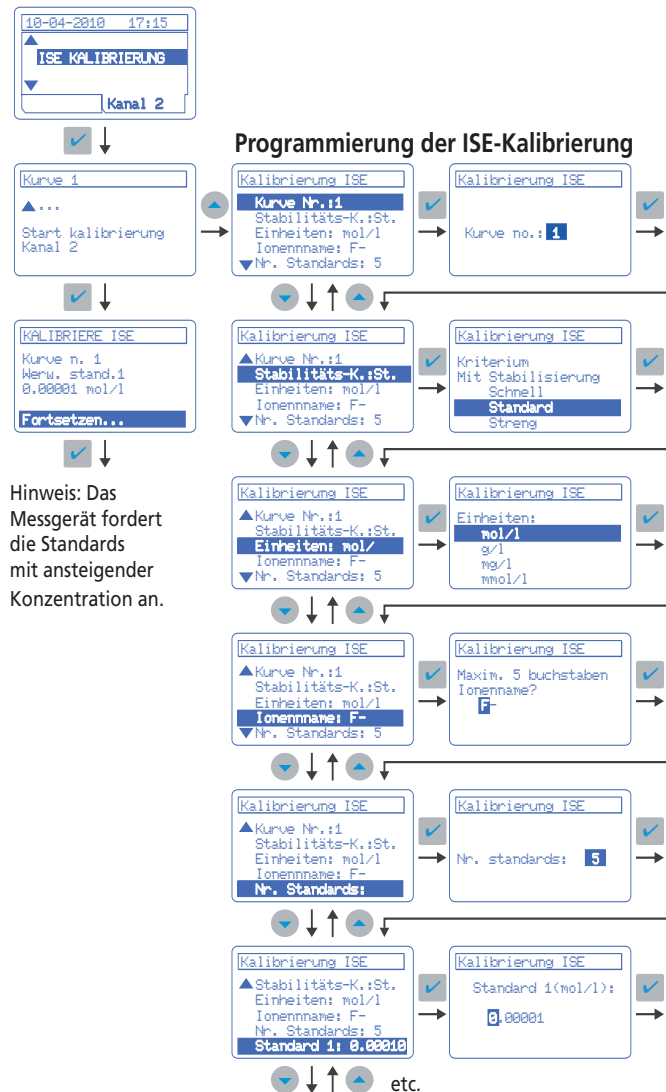 10-04-2010 17:15
ISE KALIBRIERUNG
Kanal 2
Programmierung der ISE-Kalibrierung
Kurve 1
...
Start kalibrierung
Kanal 2
Kalibrierung ISE
Kurve Nr.:1
Stabilitäts-K.:St.
Einheiten: mol/l
Ionennname: F-
Nr. Standards: 5
Kalibrierung ISE
Kurve no.: 1
KALIBRIERE ISE
Kurve n. 1
Werw. stand.1
0.00001 mol/l
Fortsetzen...
Kalibrierung ISE
Kurve Nr.:1
Stabilitäts-K.:St.
Einheiten: mol/l
Ionennname: F-
Nr. Standards: 5
Kalibrierung ISE
Kriterium
Mit Stabilisierung
Schnell
Standard
Streng
Hinweis: Das
Messgerät fordert
die Standards
mit ansteigender
Konzentration an.
Kalibrierung ISE
Kurve Nr.:1
Stabilitäts-K.:St.
Einheiten: mol/
Ionennname: F-
Nr. Standards: 5
Kalibrierung ISE
Einheiten:
mol/l
g/l
mg/l
mmol/l
Kalibrierung ISE
Kurve Nr.:1
Stabilitäts-K.:St.
Einheiten: mol/l
Ionennname: F-
Nr. Standards: 5
Kalibrierung ISE
Maxim. 5 buchstaben
Ionenname?
F-
Kalibrierung ISE
Kurve Nr.:1
Stabilitäts-K.:St.
Einheiten: mol/l
Ionennname: F-
Nr. Standards:
Kalibrierung ISE
Nr. standards: 5
Kalibrierung ISE
Stabilitäts-K.:St.
Einheiten: mol/l
Ionennname: F-
Nr. Standards: 5
Standard 1: 0.00010
Kalibrierung ISE
Standard 1(mol/l):
0.00001
etc.